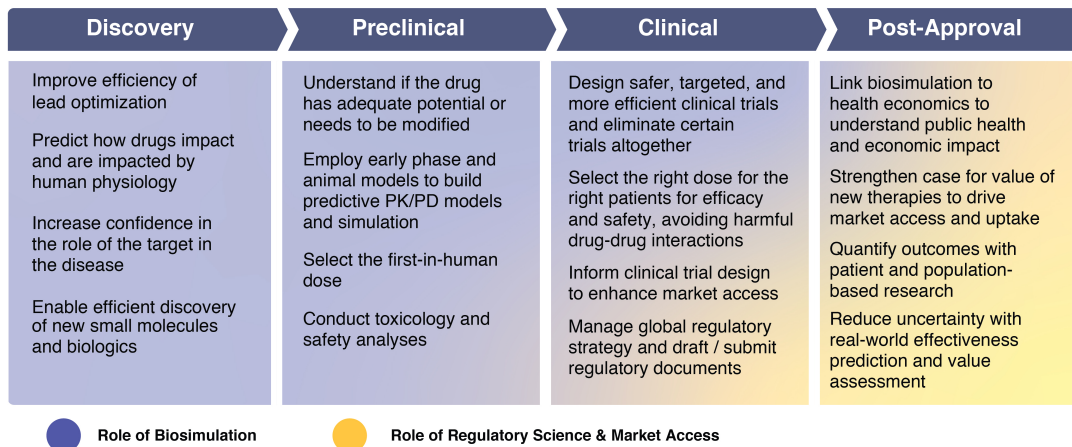 Discovery
Preclinical
Clinical
Post-Approval
Improve efficiency of
lead optimization
Predict how drugs impact
and are impacted by
human physiology
Increase confidence in
the role of the target in
the disease
Enable efficient discovery
of new small molecules
and biologics
Understand if the drug
has adequate potential or
needs to be modified
Employ early phase and
animal models to build
predictive PK/PD models
and simulation
Select the first-in-human
dose
Conduct toxicology and
safety analyses
Design safer, targeted, and
more efficient clinical trials
and eliminate certain
trials altogether
Select the right dose for the
right patients for efficacy
and safety, avoiding harmful
drug-drug interactions
Inform clinical trial design
to enhance market access
Manage global regulatory
strategy and draft / submit
regulatory documents
Link biosimulation to
health economics to
understand public health
and economic impact
Strengthen case for value of
new therapies to drive
market access and uptake
Quantify outcomes with
patient and population-
based research
Reduce uncertainty with
real-world effectiveness
prediction and value
assessment
Role of Biosimulation
Role of Regulatory Science & Market Access